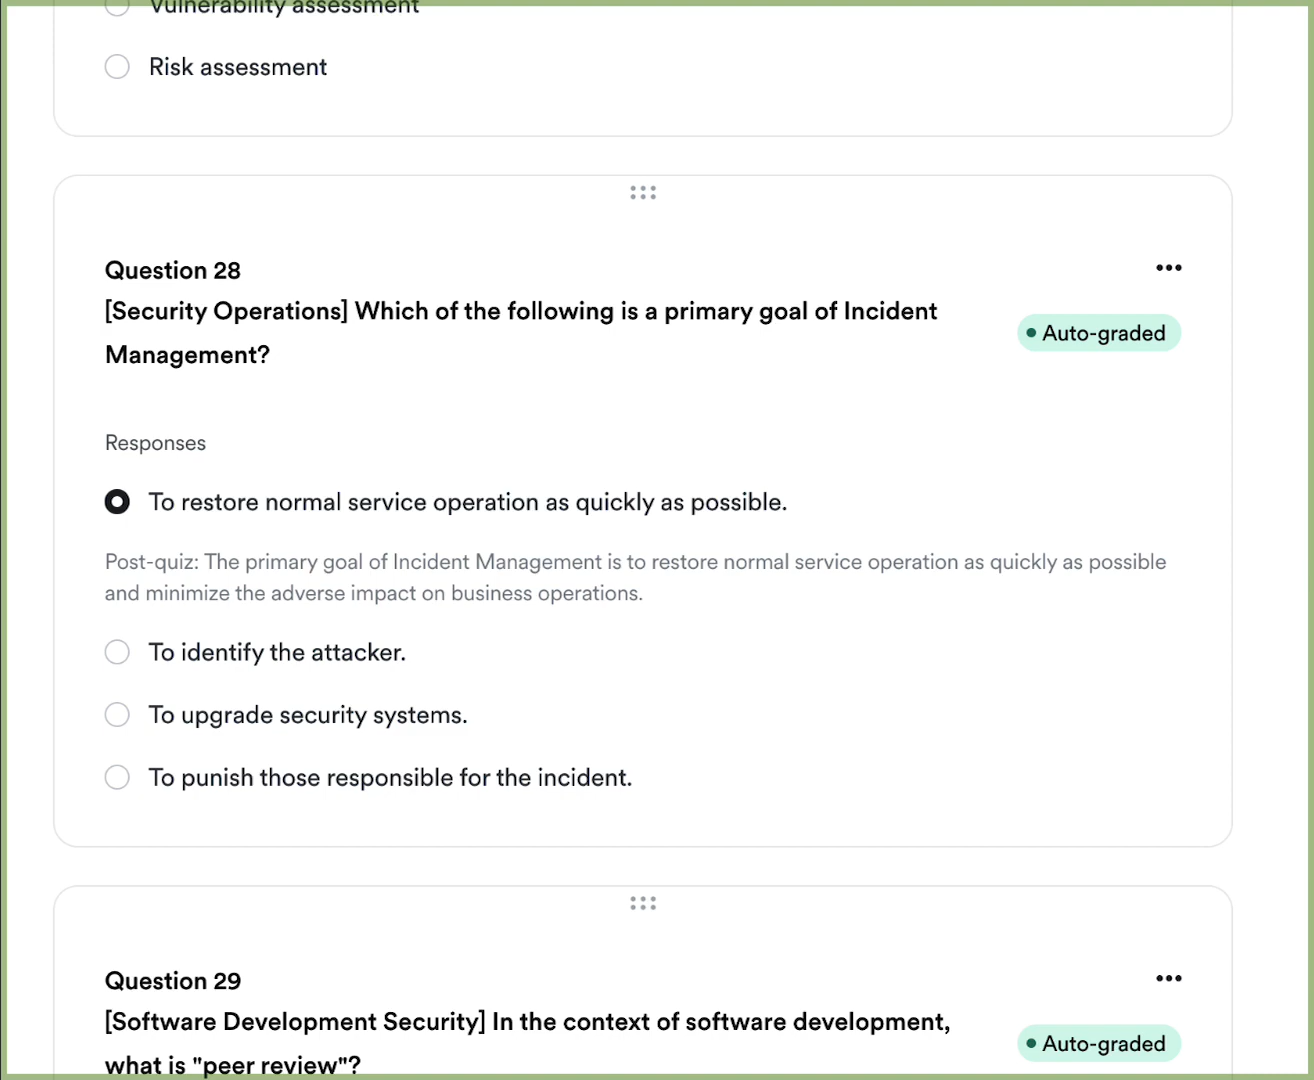 Vulnerability assessment
Risk assessment
Question 28
[Security Operations] Which of the following is a primary goal of Incident
Management?
Auto-graded
Responses
To restore normal service operation as quickly as possible.
Post-quiz: The primary goal of Incident Management is to restore normal service operation as quickly as possible
and minimize the adverse impact on business operations.
To identify the attacker.
To upgrade security systems.
To punish those responsible for the incident.
Question 29
[Software Development Security] In the context of software development,
what is "peer review"?
Auto-graded